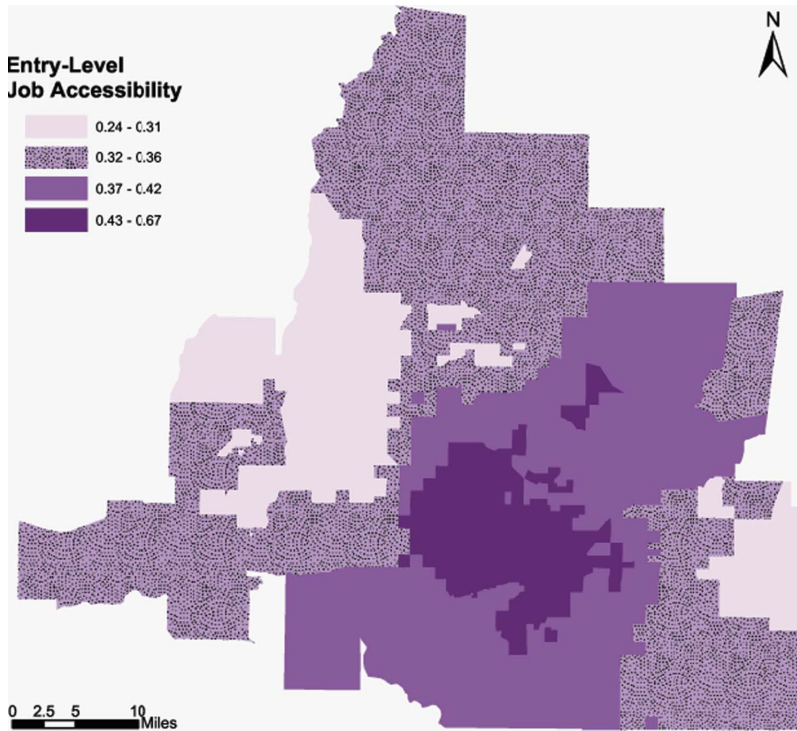 N
Entry-Level
Job Accessibility
0.24 - 0.31
0.32 - 0.36
0.37 - 0.42
0.43 - 0.67
0 2.5 5 10
Miles